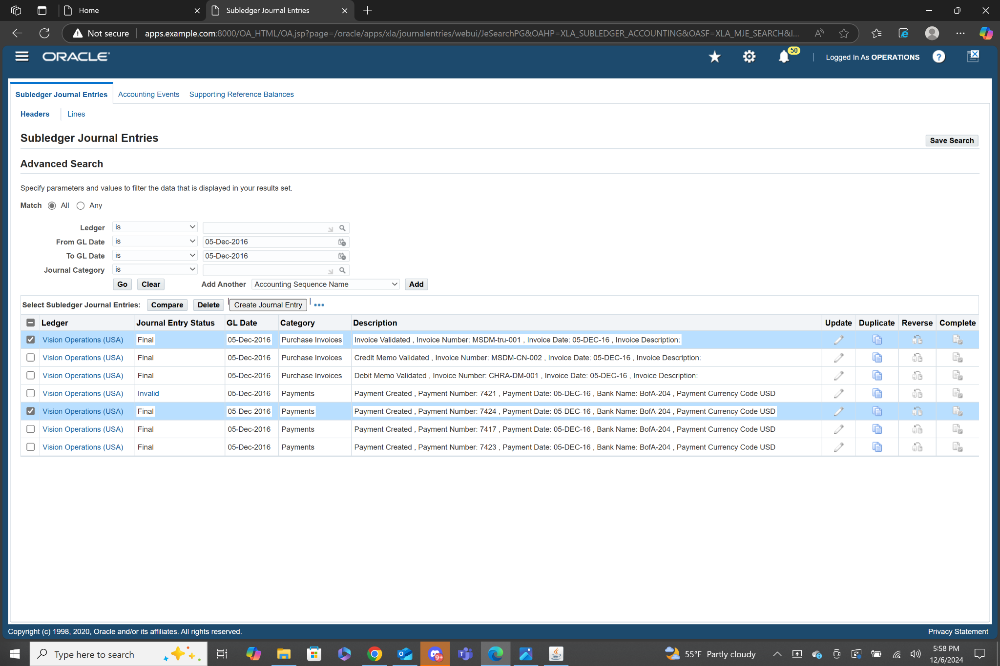 Home
Subledger Journal Entries
Not secure apps.example.com:8000/OA_HTML/OA.jsp?page=/oracle/apps/xla/journalentries/webui/JeSearchPG&OAHP=XLA_SUBLEDGER_ACCOUNTING&OASF=XLA_MJE_SEARCH&l...
ORACLE
50
Logged In As OPERATIONS
?
Subledger Journal Entries Accounting Events Supporting Reference Balances
Headers Lines
Subledger Journal Entries
Save Search
Advanced Search
Specify parameters and values to filter the data that is displayed in your results set.
Match All Any
Ledger is
From GL Date is 05-Dec-2016
To GL Date is 05-Dec-2016
Journal Category is
Go Clear Add Another Accounting Sequence Name Add
Select Subledger Journal Entries: Compare Delete Create Journal Entry
Ledger Journal Entry Status GL Date Category Description Update Duplicate Reverse Complete
Vision Operations (USA) Final 05-Dec-2016 Purchase Invoices Invoice Validated , Invoice Number: MSDM-tru-001 , Invoice Date: 05-DEC-16 , Invoice Description:
Vision Operations (USA) Final 05-Dec-2016 Purchase Invoices Credit Memo Validated , Invoice Number: MSDM-CN-002 , Invoice Date: 05-DEC-16 , Invoice Description:
Vision Operations (USA) Final 05-Dec-2016 Purchase Invoices Debit Memo Validated , Invoice Number: CHRA-DM-001 , Invoice Date: 05-DEC-16 , Invoice Description:
Vision Operations (USA) Invalid 05-Dec-2016 Payments Payment Created , Payment Number: 7421 , Payment Date: 05-DEC-16 , Bank Name: BofA-204 , Payment Currency Code USD
Vision Operations (USA) Final 05-Dec-2016 Payments Payment Created , Payment Number: 7424 , Payment Date: 05-DEC-16 , Bank Name: BofA-204 , Payment Currency Code USD
Vision Operations (USA) Final 05-Dec-2016 Payments Payment Created , Payment Number: 7417 , Payment Date: 05-DEC-16 , Bank Name: BofA-204 , Payment Currency Code USD
Vision Operations (USA) Final 05-Dec-2016 Payments Payment Created , Payment Number: 7423 , Payment Date: 05-DEC-16 , Bank Name: BofA-204 , Payment Currency Code USD
Copyright (c) 1998, 2020, Oracle and/or its affiliates. All rights reserved.
Privacy Statement
Type here to search
9+
55°F Partly cloudy
5:58 PM
12/6/2024